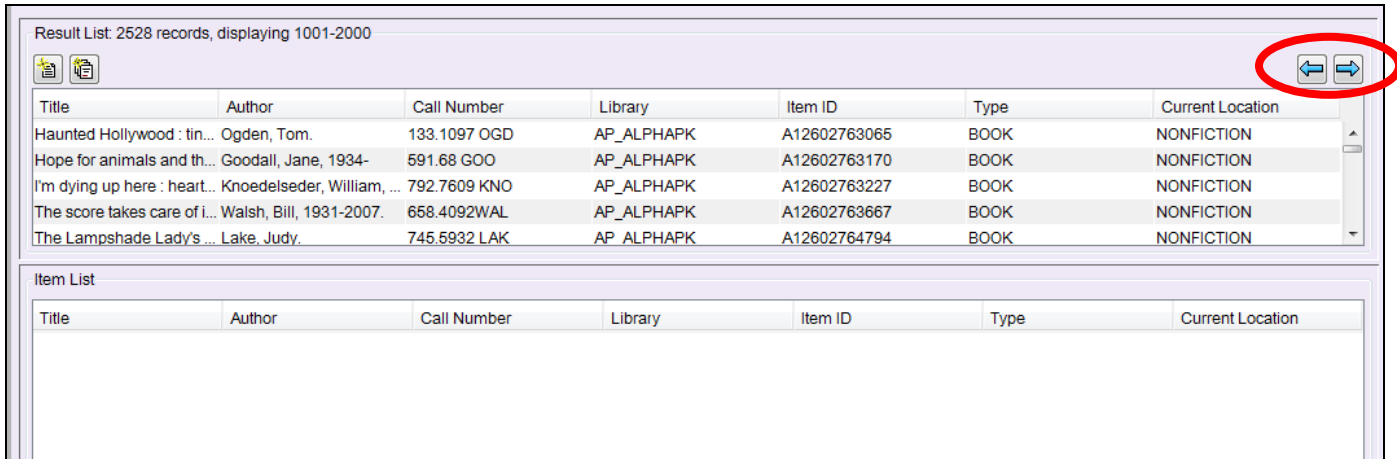 Result List: 2528 records, displaying 1001-2000
Title Author Call Number Library Item ID Type Current Location
Haunted Hollywood : tin... Ogden, Tom. 133.1097 OGD AP_ALPHAPK A12602763065 BOOK NONFICTION
Hope for animals and th... Goodall, Jane, 1934- 591.68 GOO AP_ALPHAPK A12602763170 BOOK NONFICTION
I'm dying up here : heart... Knoedelseder, William, ... 792.7609 KNO AP_ALPHAPK A12602763227 BOOK NONFICTION
The score takes care of i... Walsh, Bill, 1931-2007. 658.4092WAL AP_ALPHAPK A12602763667 BOOK NONFICTION
The Lampshade Lady's ... Lake, Judy. 745.5932 LAK AP_ALPHAPK A12602764794 BOOK NONFICTION
Item List
Title Author Call Number Library Item ID Type Current Location